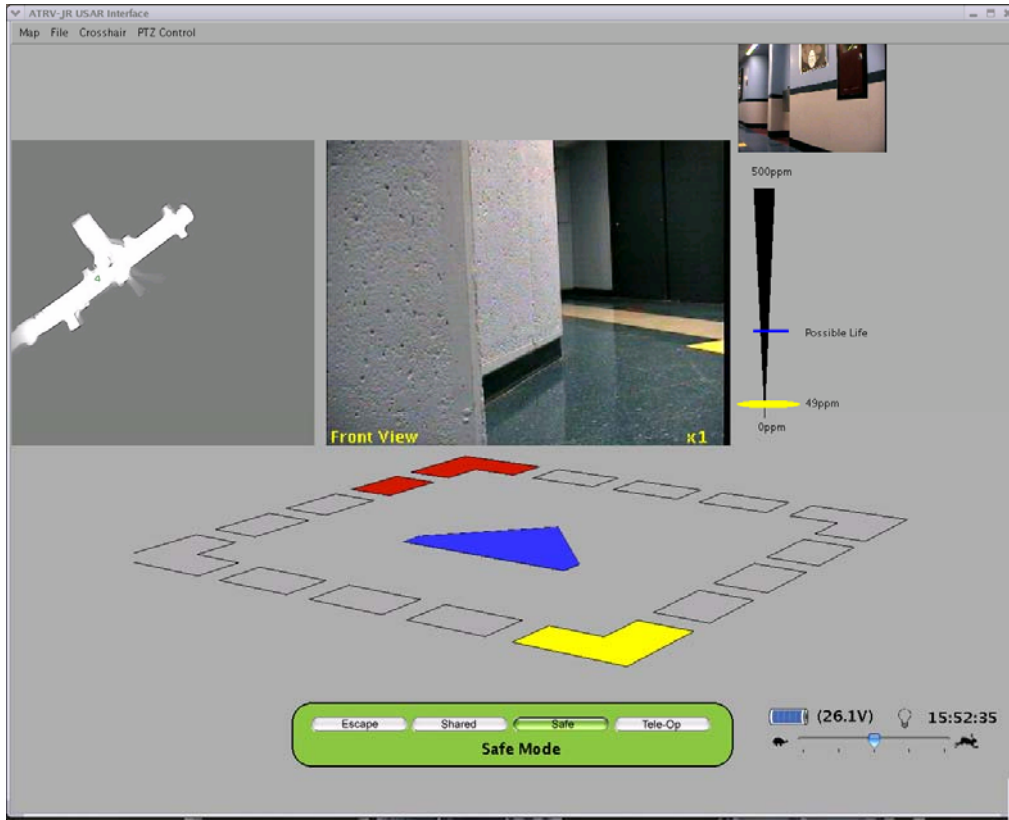 ATRV-JR USAR Interface
Map File Crosshair PTZ Control
500ppm
Possible Life
49ppm
0ppm
Front View x1
Escape Shared Safe Tele-Op
Safe Mode
(26.1V) 15:52:35